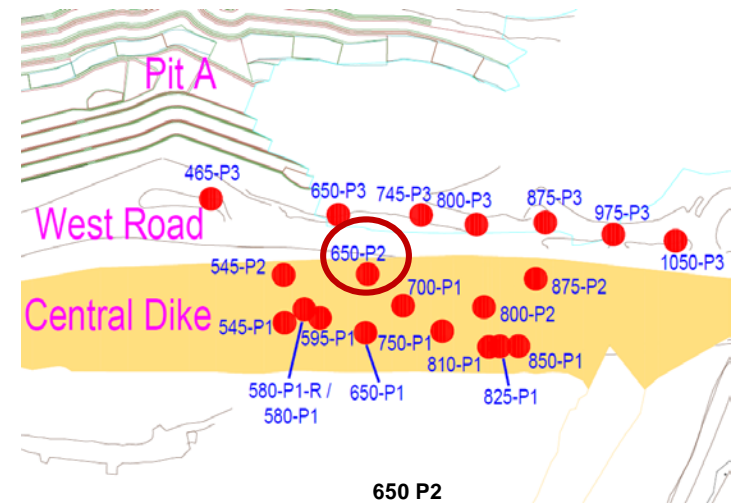 Pit A
465-P3
650-P3
745-P3
800-P3
875-P3
975-P3
1050-P3
West Road
650-P2
545-P2
700-P1
875-P2
800-P2
Central Dike
545-P1
595-P1
750-P1
810-P1
850-P1
580-P1-R /
580-P1
650-P1
825-P1
650 P2